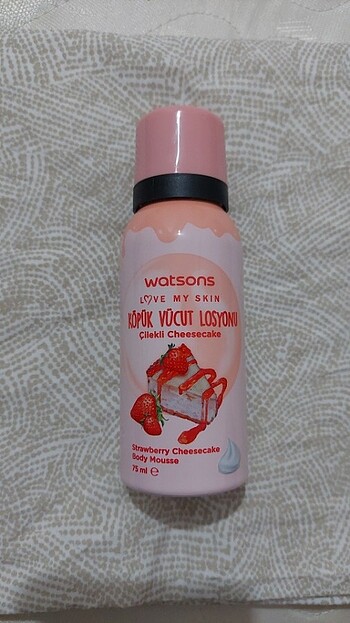 watsons
LOVE MY SKIN
KÖPÜK VÜCUT LOSYONU
Çilekli Cheesecake
Strawberry Cheesecake
Body Mousse
75 ml ℮